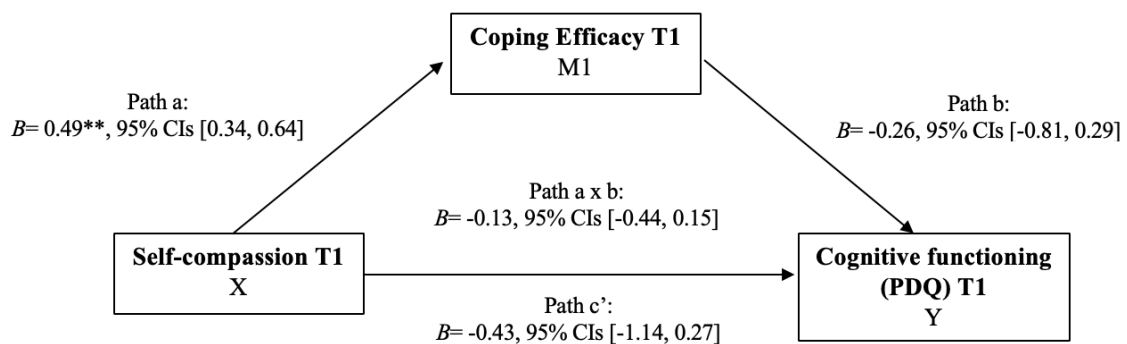 Coping Efficacy T1
M1
Path a:
B= 0.49**, 95% CIs [0.34, 0.64]
Path b:
B= -0.26, 95% CIs [-0.81, 0.29]
Path a x b:
B= -0.13, 95% CIs [-0.44, 0.15]
Self-compassion T1
X
Cognitive functioning
(PDQ) T1
Y
Path c’:
B= -0.43, 95% CIs [-1.14, 0.27]